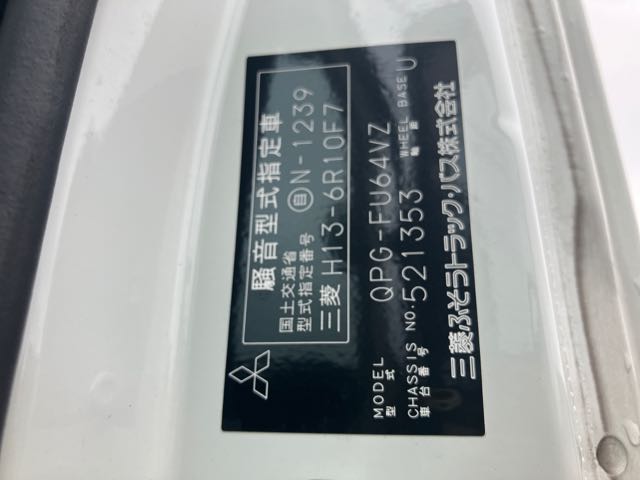 騒音型式指定車
国土交通省
型式指定番号 自N-1239
三菱 H13-6R10F7
MODEL
型式 QPG-FU64VZ
CHASSIS NO. 521353 WHEEL BASE U
車台番号 軸距
三菱ふそうトラック・バス株式会社